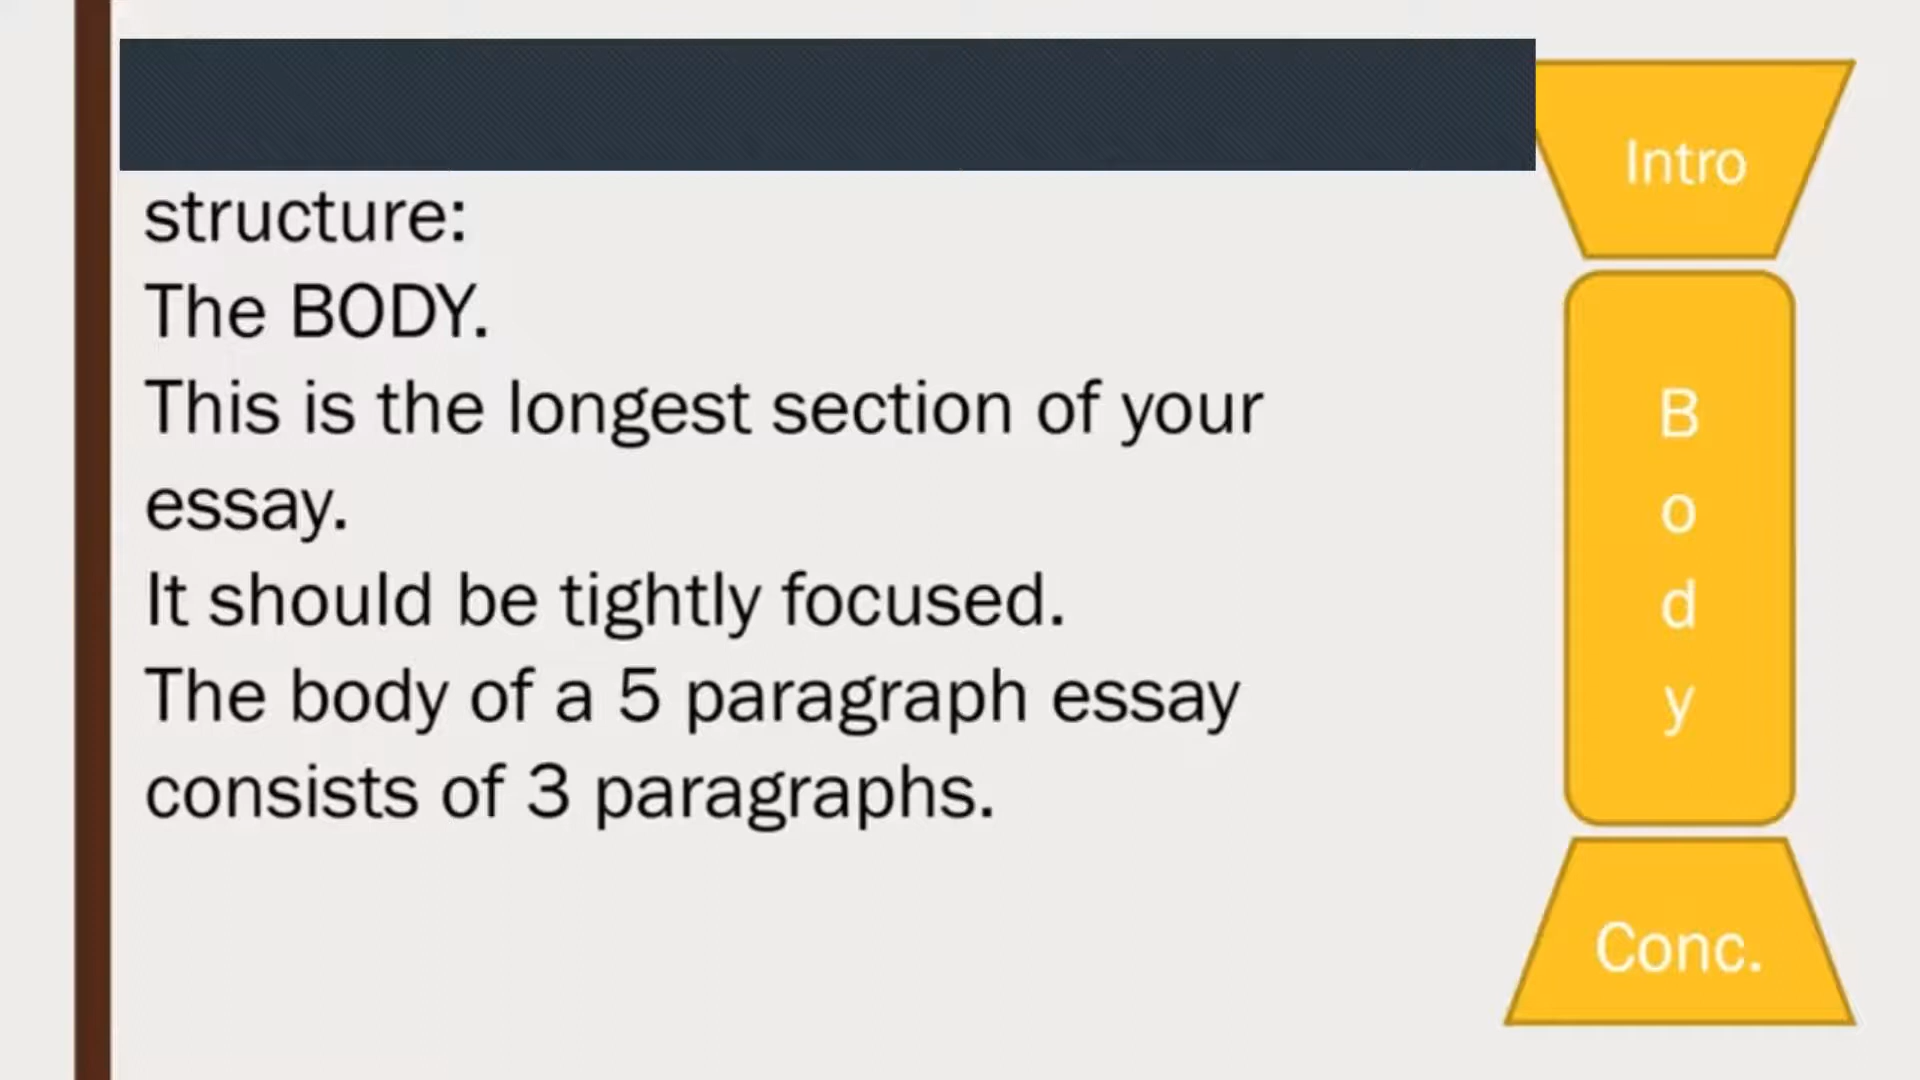 structure:
The BODY.
This is the longest section of your
essay.
It should be tightly focused.
The body of a 5 paragraph essay
consists of 3 paragraphs.
Intro
B
o
d
y
Conc.